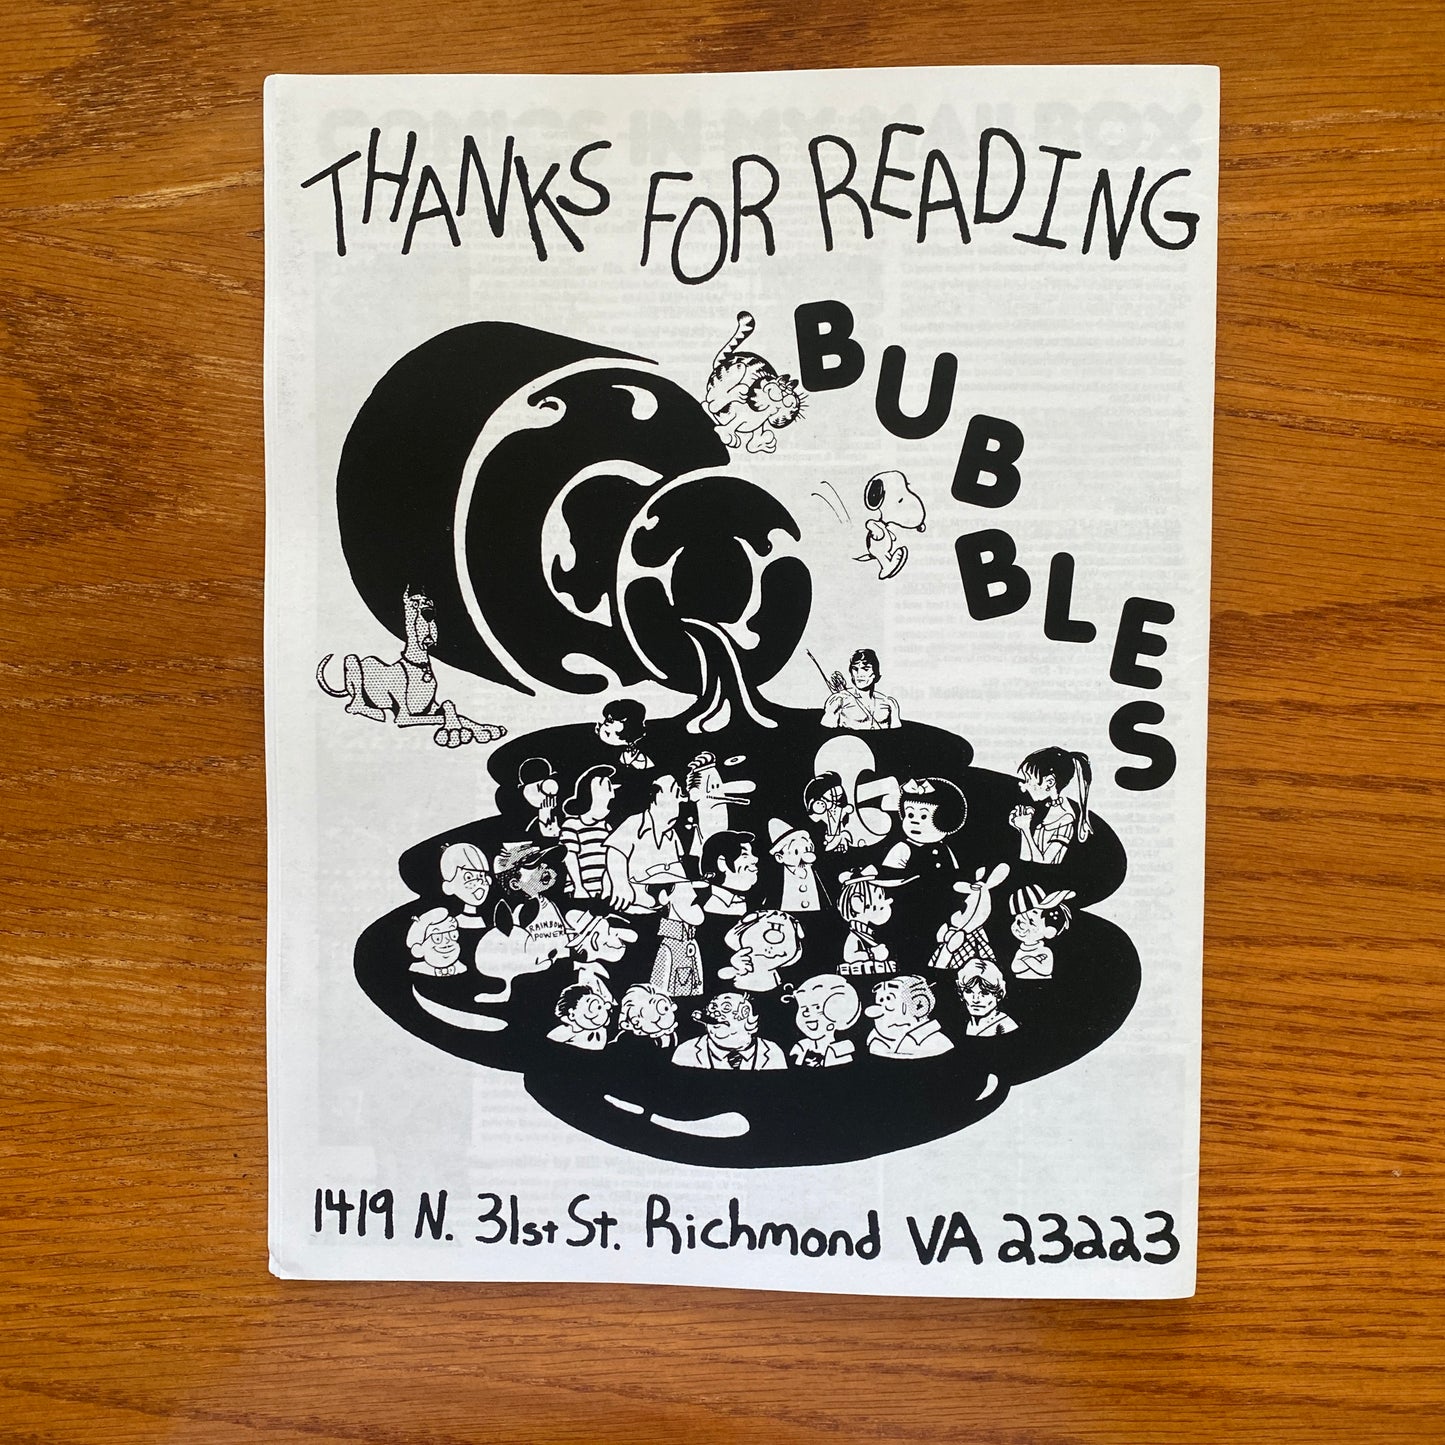 THANKS FOR READING
BUBBLES
RAINBOW
POWER
1419 N. 31st St. Richmond VA 23223